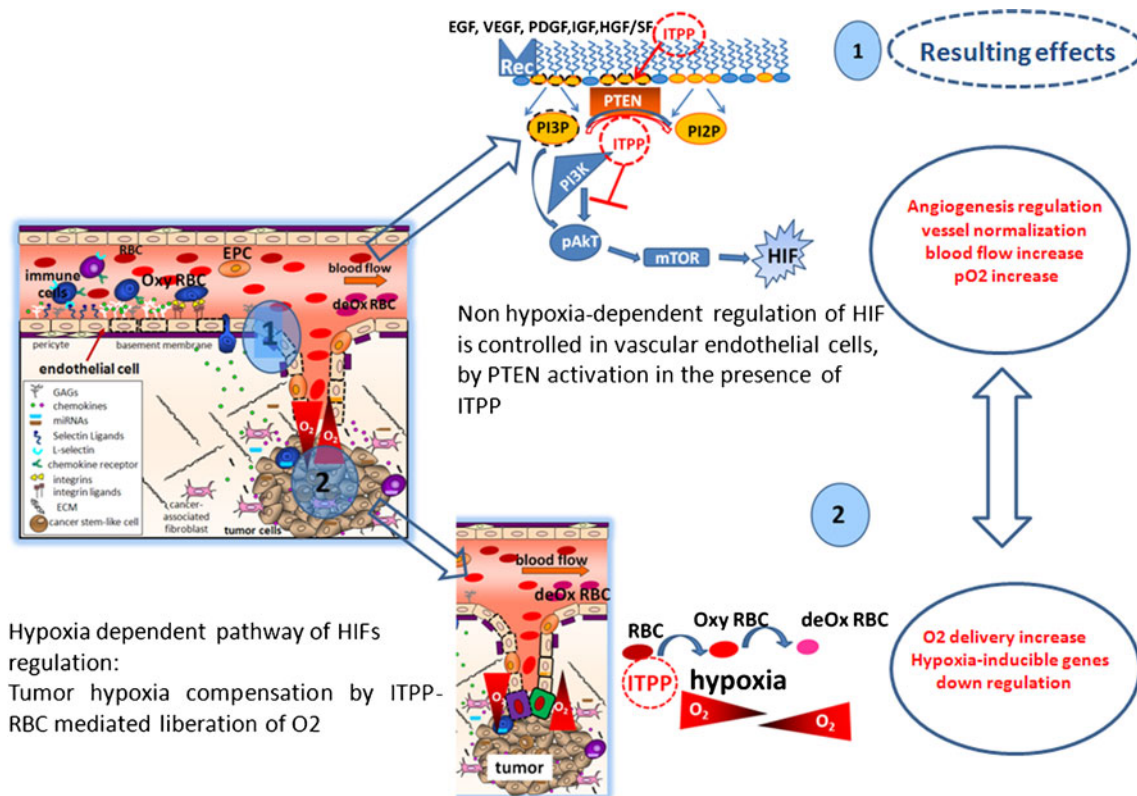 EGF, VEGF, PDGF,IGF,HGF/SF
ITPP
Rec
PTEN
PI3P
PI2P
ITPP
PI3K
pAkT
mTOR
HIF
1
Resulting effects
Angiogenesis regulation
vessel normalization
blood flow increase
pO2 increase
Non hypoxia-dependent regulation of HIF
is controlled in vascular endothelial cells,
by PTEN activation in the presence of
ITPP
RBC
EPC
immune
cells
Oxy RBC
blood flow
deOx RBC
1
pericyte
basement membrane
endothelial cell
GAGs
chemokines
miRNAs
Selectin Ligands
L-selectin
chemokine receptor
integrins
integrin ligands
ECM
cancer stem-like cell
O2
O2
2
cancer-
associated
fibroblast
tumor cells
2
blood flow
deOx RBC
O2
O2
tumor
RBC
Oxy RBC
deOx RBC
ITPP
hypoxia
O2
O2
O2 delivery increase
Hypoxia-inducible genes
down regulation
Hypoxia dependent pathway of HIFs
regulation:
Tumor hypoxia compensation by ITPP-
RBC mediated liberation of O2